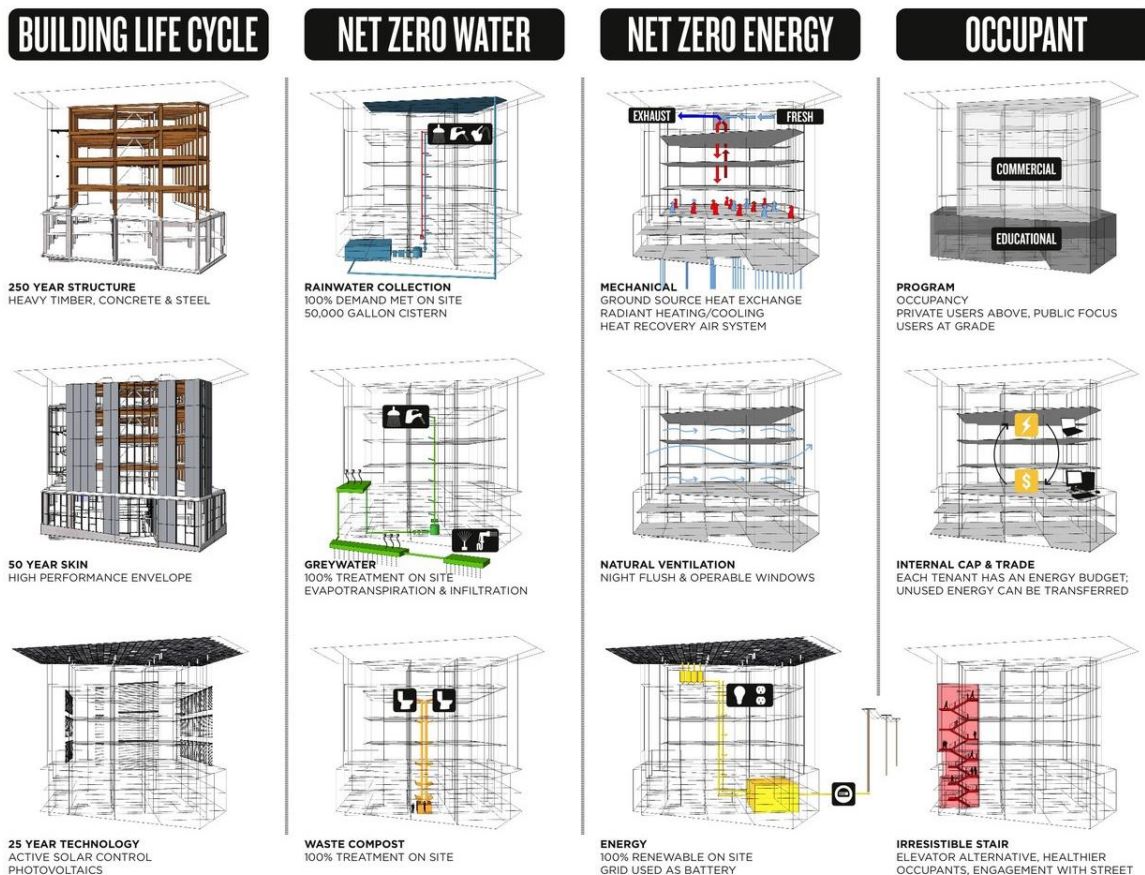 BUILDING LIFE CYCLE
NET ZERO WATER
NET ZERO ENERGY
OCCUPANT
250 YEAR STRUCTURE
HEAVY TIMBER, CONCRETE & STEEL
RAINWATER COLLECTION
100% DEMAND MET ON SITE
50,000 GALLON CISTERN
EXHAUST
FRESH
MECHANICAL
GROUND SOURCE HEAT EXCHANGE
RADIANT HEATING/COOLING
HEAT RECOVERY AIR SYSTEM
COMMERCIAL
EDUCATIONAL
PROGRAM
OCCUPANCY
PRIVATE USERS ABOVE, PUBLIC FOCUS
USERS AT GRADE
50 YEAR SKIN
HIGH PERFORMANCE ENVELOPE
GREYWATER
100% TREATMENT ON SITE
EVAPOTRANSPIRATION & INFILTRATION
NATURAL VENTILATION
NIGHT FLUSH & OPERABLE WINDOWS
$
INTERNAL CAP & TRADE
EACH TENANT HAS AN ENERGY BUDGET;
UNUSED ENERGY CAN BE TRANSFERRED
25 YEAR TECHNOLOGY
ACTIVE SOLAR CONTROL
PHOTOVOLTAICS
WASTE COMPOST
100% TREATMENT ON SITE
ENERGY
100% RENEWABLE ON SITE
GRID USED AS BATTERY
IRRESISTIBLE STAIR
ELEVATOR ALTERNATIVE, HEALTHIER
OCCUPANTS, ENGAGEMENT WITH STREET